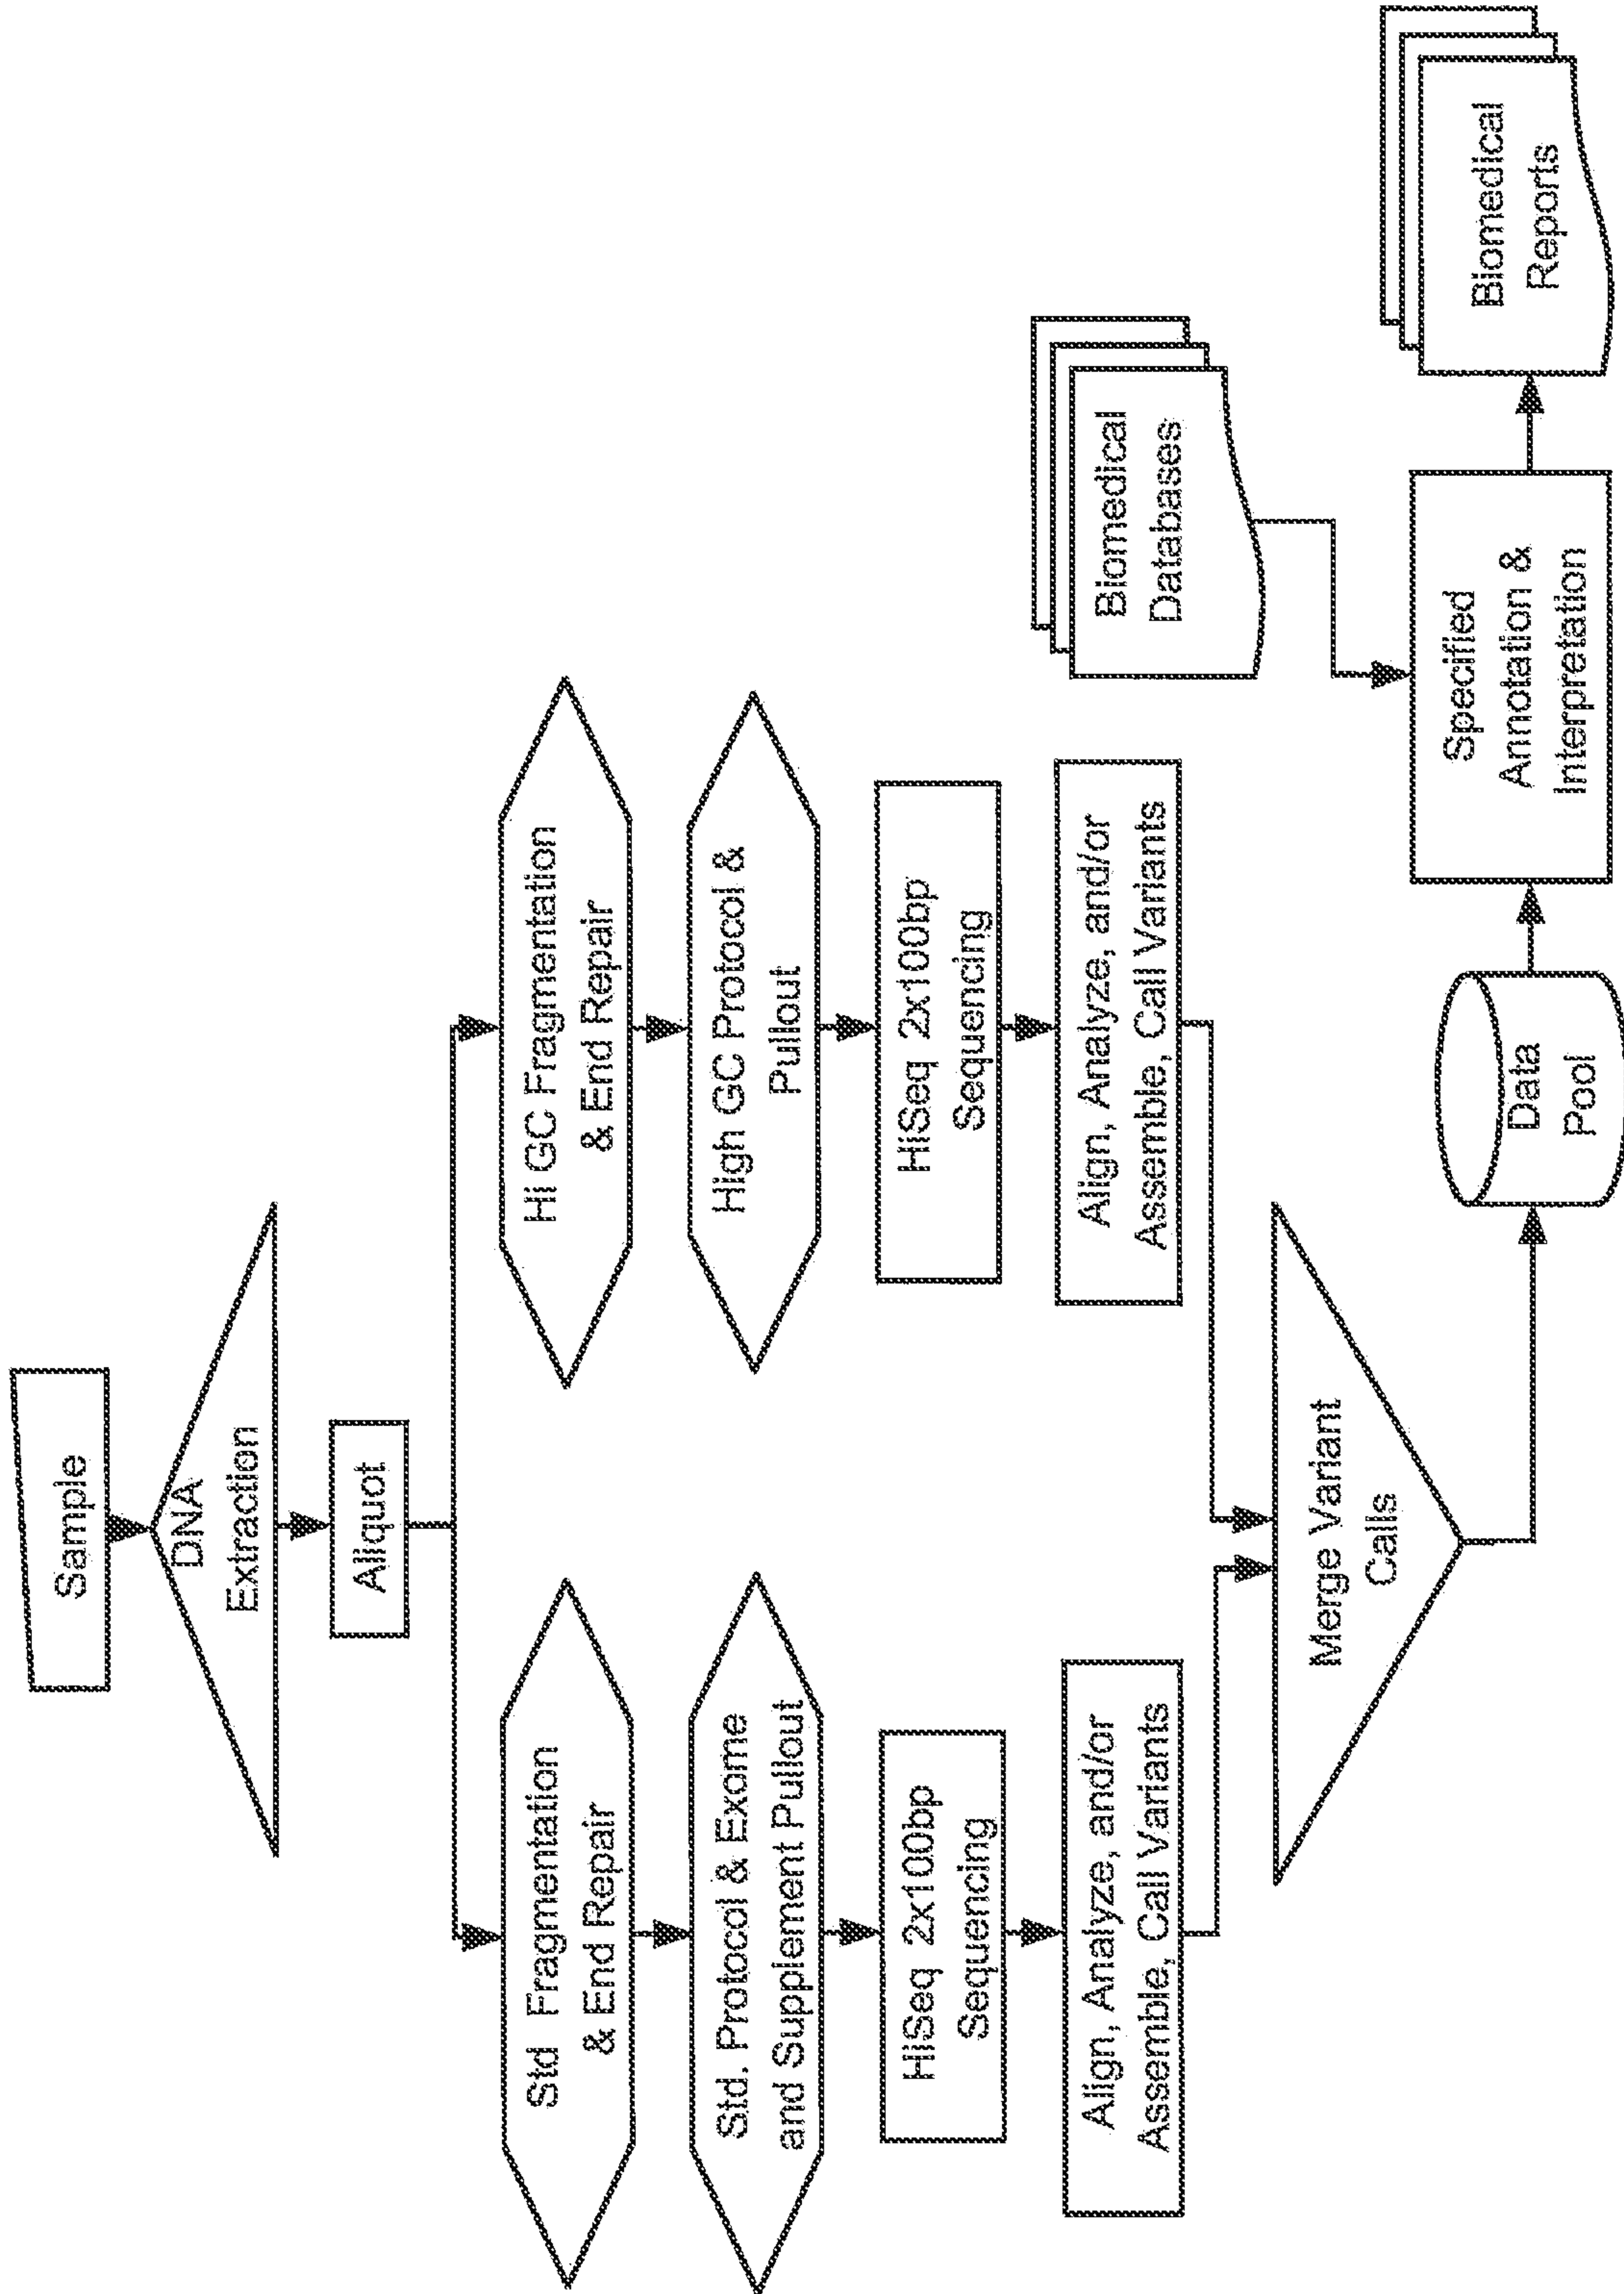 Sample
DNA
Extraction
Aliquot
Std Fragmentation
& End Repair
Std. Protocol & Exome
and Supplement Pullout
HiSeq 2x100bp
Sequencing
Align, Analyze, and/or
Assemble, Call Variants
Hi GC Fragmentation
& End Repair
High GC Protocol &
Pullout
HiSeq 2x100bp
Sequencing
Align, Analyze, and/or
Assemble, Call Variants
Merge Variant
Calls
Data
Pool
Biomedical
Databases
Specified
Annotation &
Interpretation
Biomedical
Reports